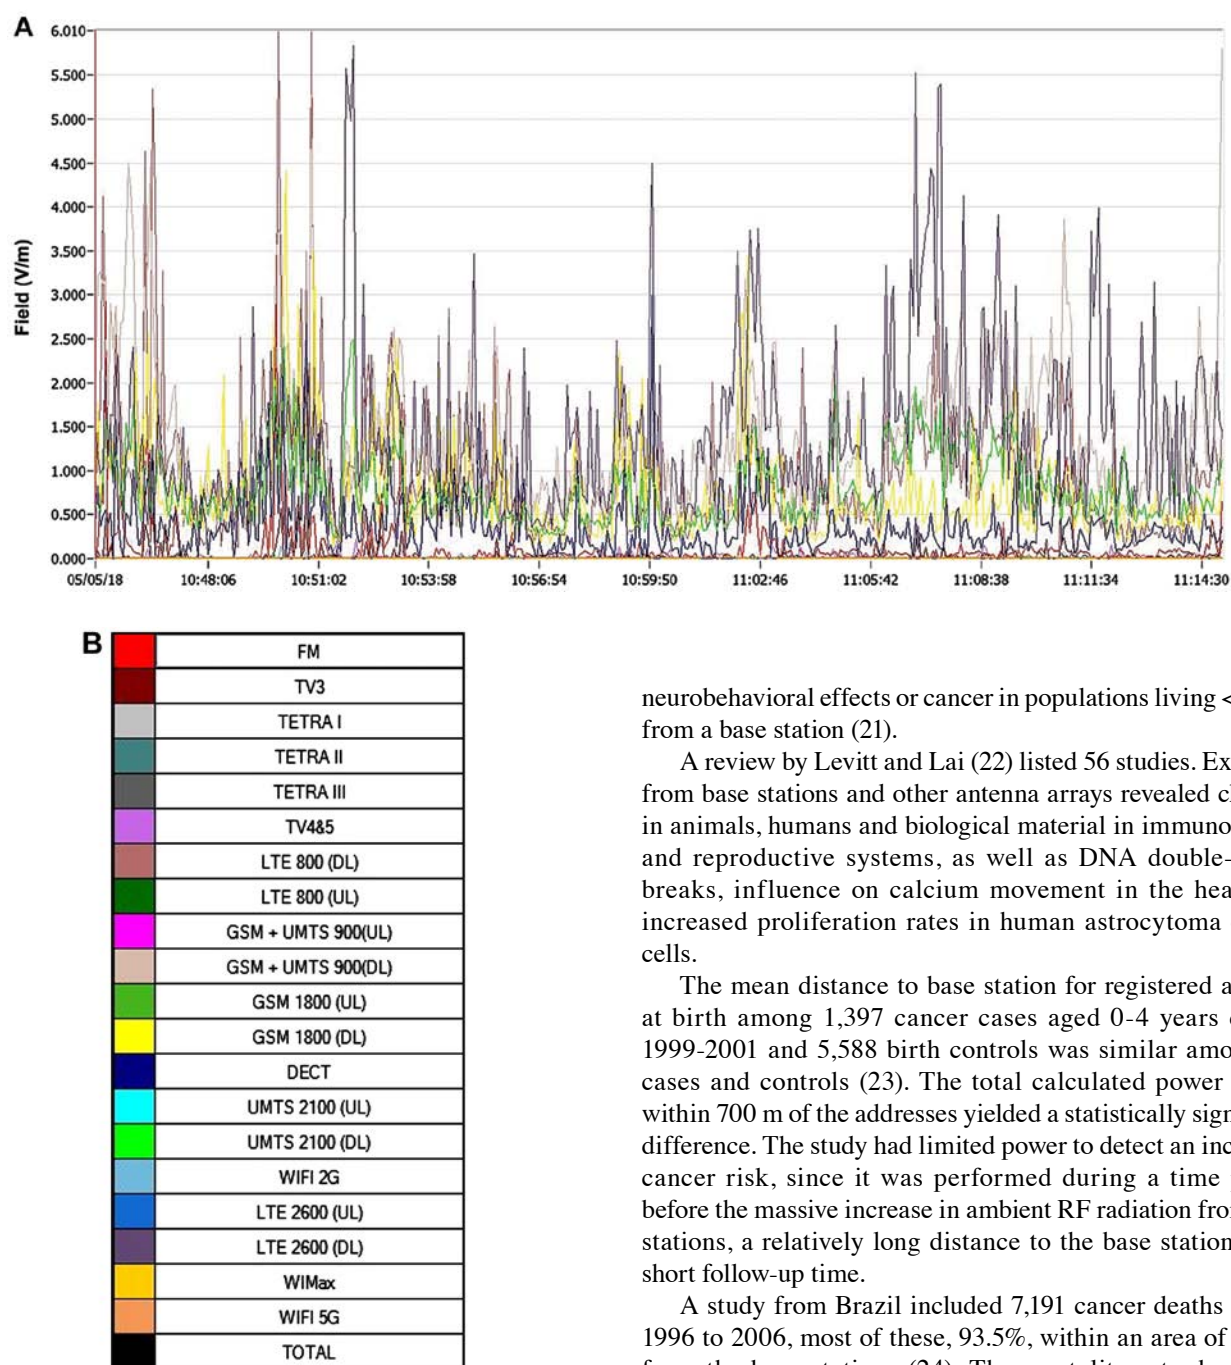 A
6.010
5.500
5.000
4.500
4.000
3.500
3.000
2.500
2.000
1.500
1.000
0.500
0.000
Field (V/m)
05/05/18 10:48:06 10:51:02 10:53:58 10:56:54 10:59:50 11:02:46 11:05:42 11:08:38 11:11:34 11:14:30
B
FM
TV3
TETRA I
TETRA II
TETRA III
TV4&5
LTE 800 (DL)
LTE 800 (UL)
GSM + UMTS 900(UL)
GSM + UMTS 900(DL)
GSM 1800 (UL)
GSM 1800 (DL)
DECT
UMTS 2100 (UL)
UMTS 2100 (DL)
WIFI 2G
LTE 2600 (UL)
LTE 2600 (DL)
WIMax
WIFI 5G
TOTAL
neurobehavioral effects or cancer in populations living <
from a base station (21).
A review by Levitt and Lai (22) listed 56 studies. Ex
from base stations and other antenna arrays revealed c
in animals, humans and biological material in immuno
and reproductive systems, as well as DNA double-
breaks, influence on calcium movement in the hea
increased proliferation rates in human astrocytoma
cells.
The mean distance to base station for registered a
at birth among 1,397 cancer cases aged 0-4 years
1999-2001 and 5,588 birth controls was similar amo
cases and controls (23). The total calculated power
within 700 m of the addresses yielded a statistically sign
difference. The study had limited power to detect an inc
cancer risk, since it was performed during a time
before the massive increase in ambient RF radiation fro
stations, a relatively long distance to the base station
short follow-up time.
A study from Brazil included 7,191 cancer deaths
1996 to 2006, most of these, 93.5%, within an area of